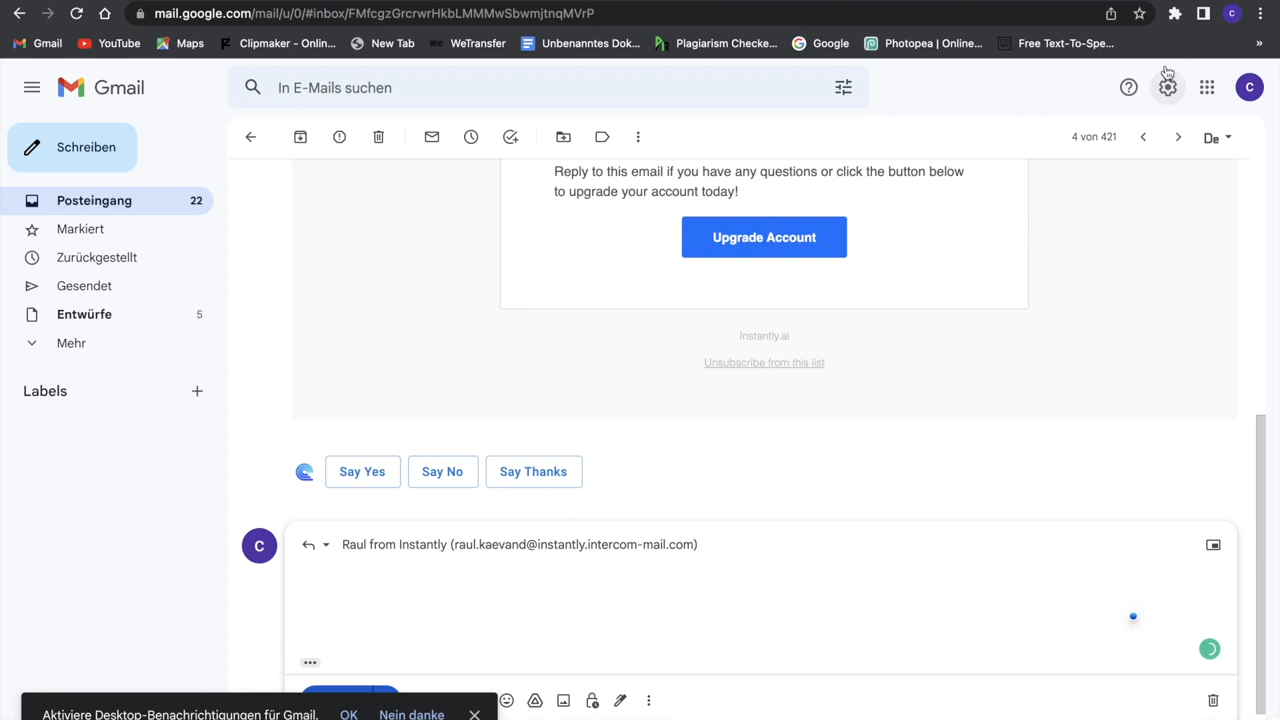 mail.google.com/mail/u/0/#inbox/FMfcgzGrcrwrHkbLMMMwSbwmjtnqMVrP
C
Gmail
YouTube
Maps
Clipmaker - Onlin...
New Tab
WeTransfer
Unbenanntes Dok...
Plagiarism Checke...
Google
Photopea | Online...
Free Text-To-Spe...
»
Gmail
In E-Mails suchen
C
Schreiben
4 von 421
De
Posteingang 22
Markiert
Zurückgestellt
Gesendet
Entwürfe 5
Mehr
Labels
Reply to this email if you have any questions or click the button below
to upgrade your account today!
Upgrade Account
Instantly.ai
Unsubscribe from this list
Say Yes
Say No
Say Thanks
C
Raul from Instantly (raul.kaevand@instantly.intercom-mail.com)
Aktiviere Desktop-Benachrichtigungen für Gmail.
OK
Nein danke